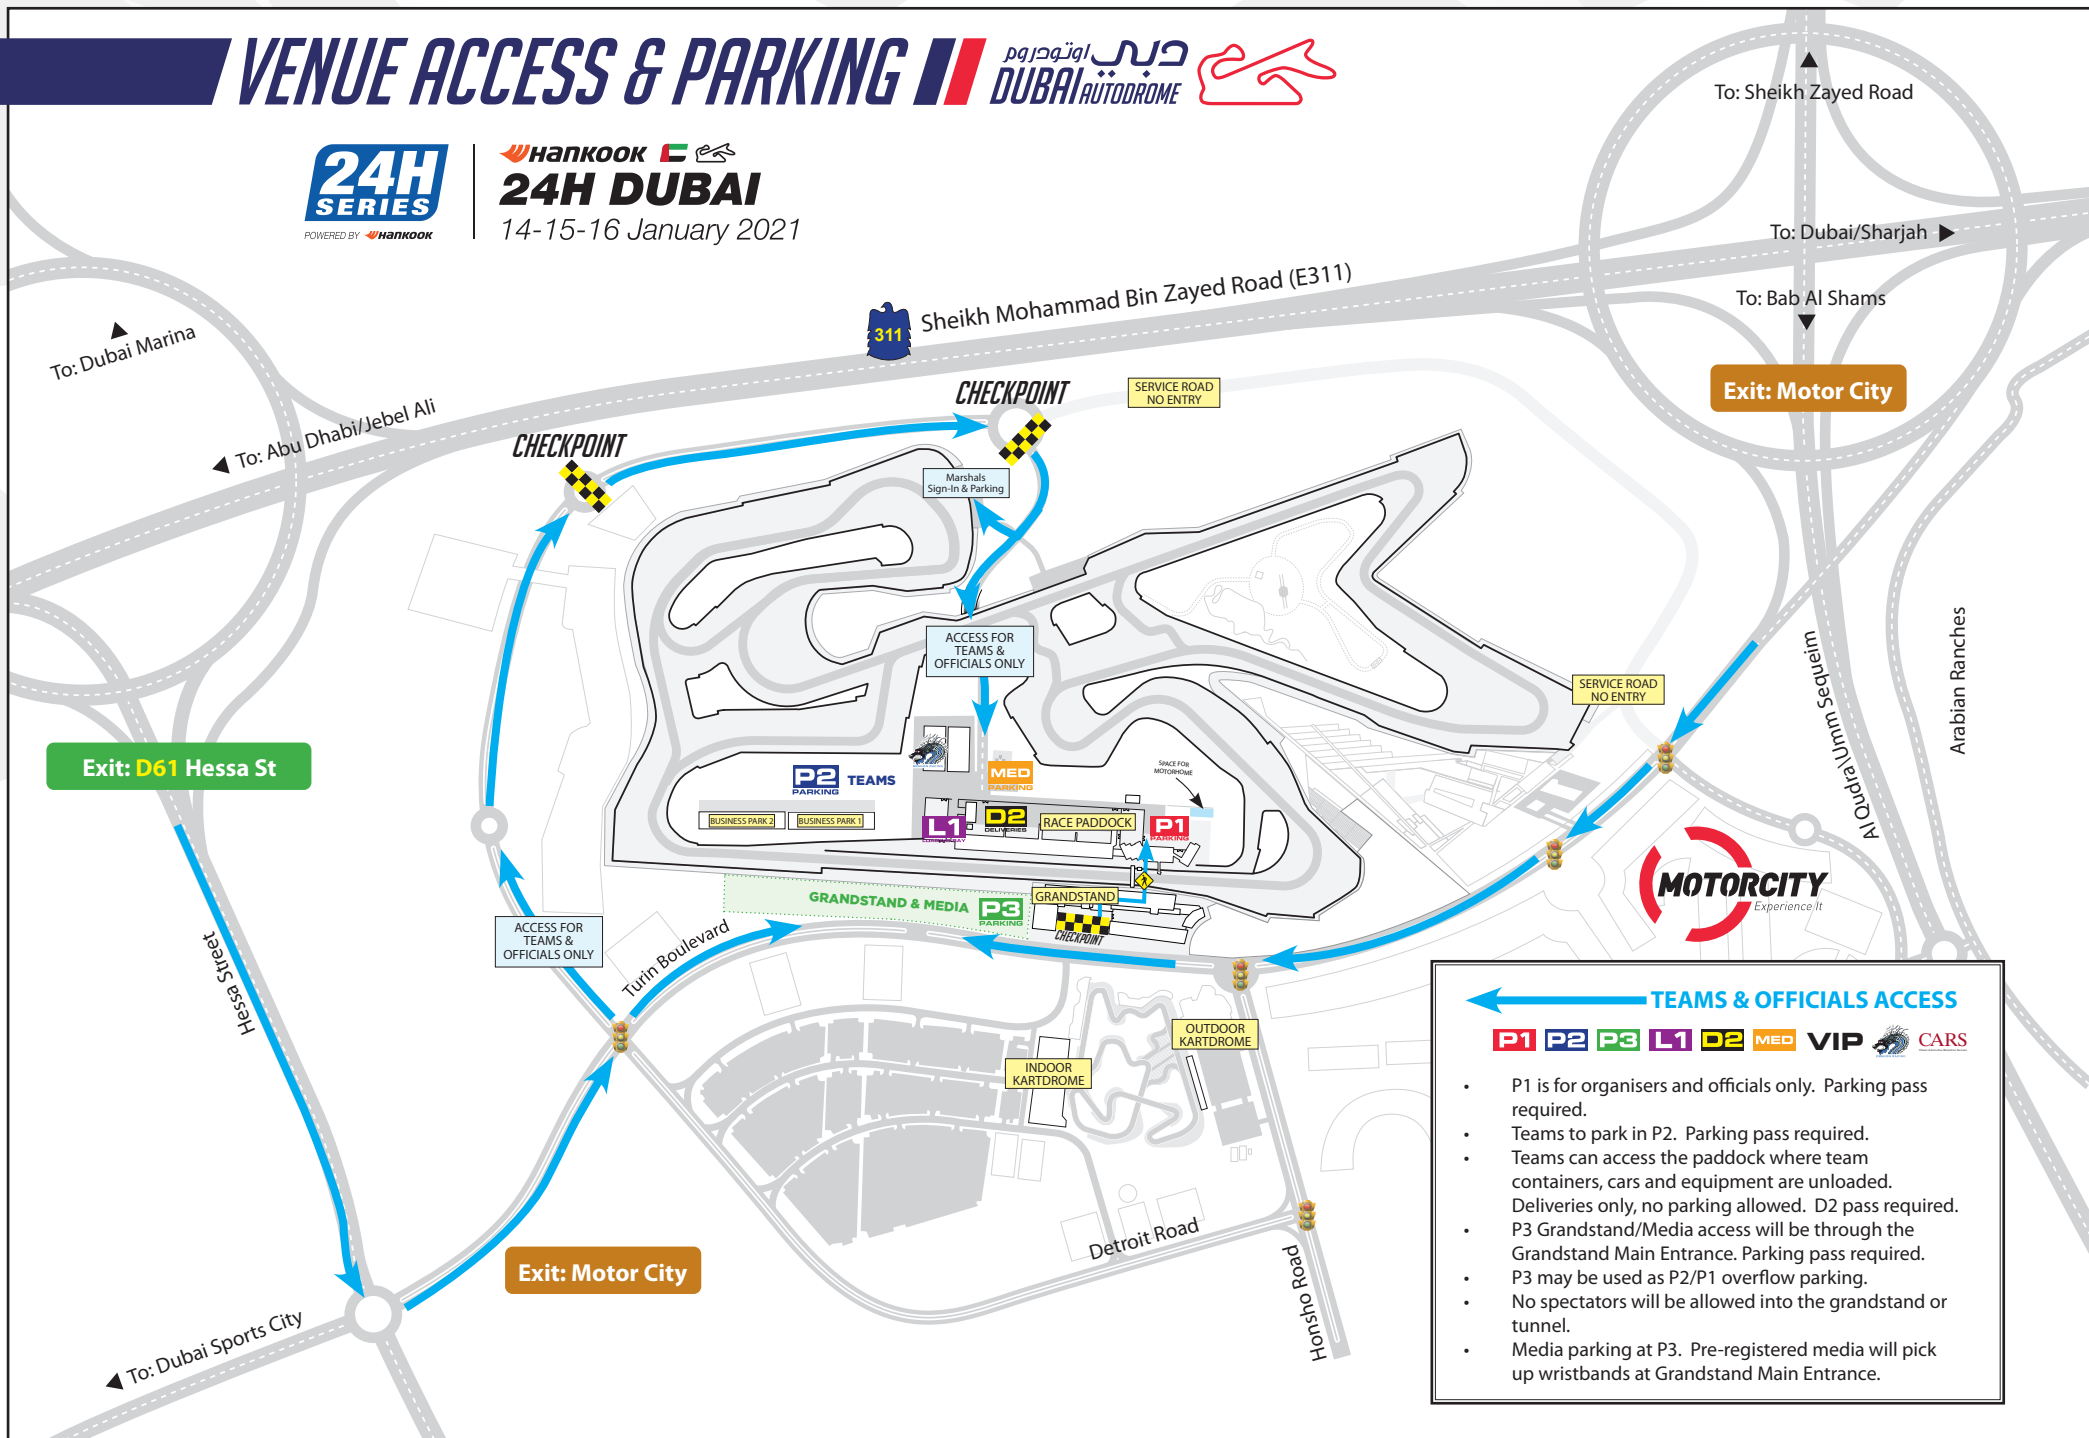 VENUE ACCESS & PARKING
دبي اوتودروم
DUBAI AUTODROME
24H
SERIES
POWERED BY HANKOOK
HANKOOK
24H DUBAI
14-15-16 January 2021
To: Sheikh Zayed Road
To: Dubai/Sharjah
To: Bab Al Shams
Exit: Motor City
Sheikh Mohammad Bin Zayed Road (E311)
311
To: Dubai Marina
To: Abu Dhabi/Jebel Ali
CHECKPOINT
CHECKPOINT
SERVICE ROAD
NO ENTRY
Marshals
Sign-In & Parking
ACCESS FOR
TEAMS &
OFFICIALS ONLY
SERVICE ROAD
NO ENTRY
Al Qudra\Umm Sequeim
Arabian Ranches
Exit: D61 Hessa St
P2 TEAMS
PARKING
MED
PARKING
SPACE FOR
MOTORHOME
BUSINESS PARK 2
BUSINESS PARK 1
L1
D2
DELIVERIES
RACE PADDOCK
P1
PARKING
GRANDSTAND & MEDIA
P3
PARKING
GRANDSTAND
CHECKPOINT
MOTORCITY
Experience It
ACCESS FOR
TEAMS &
OFFICIALS ONLY
Turin Boulevard
Hessa Street
OUTDOOR
KARTDROME
INDOOR
KARTDROME
Detroit Road
Honsho Road
Exit: Motor City
To: Dubai Sports City
TEAMS & OFFICIALS ACCESS
P1 P2 P3 L1 D2 MED VIP CARS
• P1 is for organisers and officials only. Parking pass
required.
• Teams to park in P2. Parking pass required.
• Teams can access the paddock where team
containers, cars and equipment are unloaded.
Deliveries only, no parking allowed. D2 pass required.
• P3 Grandstand/Media access will be through the
Grandstand Main Entrance. Parking pass required.
• P3 may be used as P2/P1 overflow parking.
• No spectators will be allowed into the grandstand or
tunnel.
• Media parking at P3. Pre-registered media will pick
up wristbands at Grandstand Main Entrance.